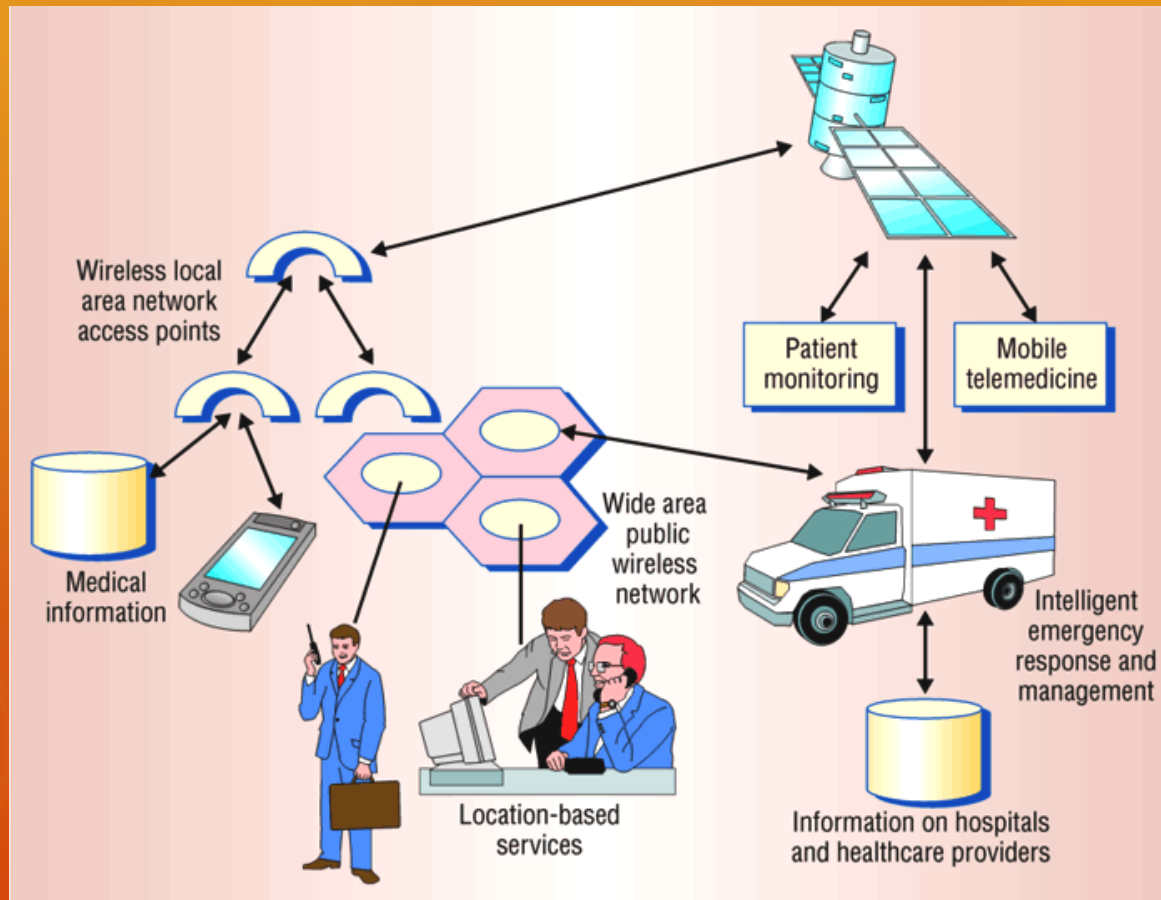 Wireless local
area network
access points
Patient
monitoring
Mobile
telemedicine
Wide area
public
wireless
network
Medical
information
Intelligent
emergency
response and
management
Location-based
services
Information on hospitals
and healthcare providers